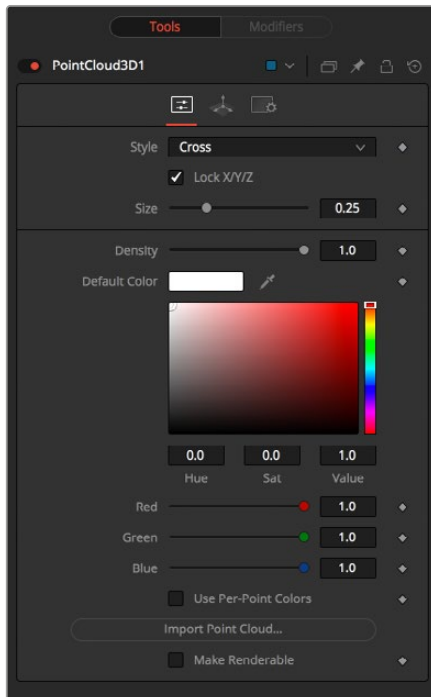 Tools Modifiers
PointCloud3D1
Style Cross
Lock X/Y/Z
Size 0.25
Density 1.0
Default Color
0.0 0.0 1.0
Hue Sat Value
Red 1.0
Green 1.0
Blue 1.0
Use Per-Point Colors
Import Point Cloud...
Make Renderable